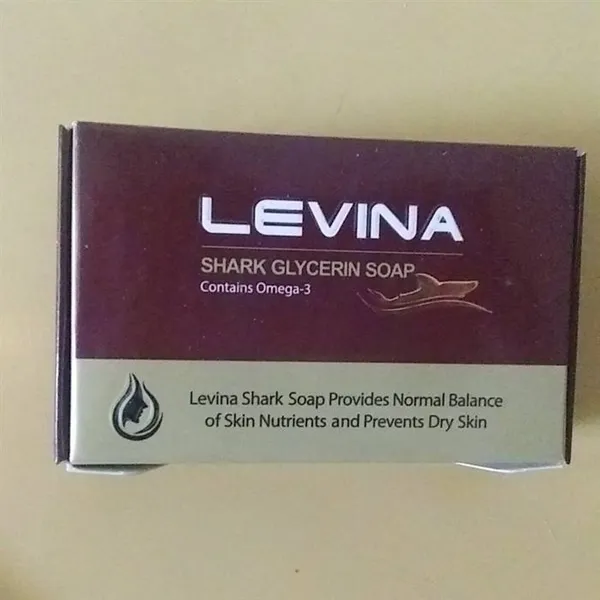 LEVINA
SHARK GLYCERIN SOAP
Contains Omega-3
Levina Shark Soap Provides Normal Balance
of Skin Nutrients and Prevents Dry Skin